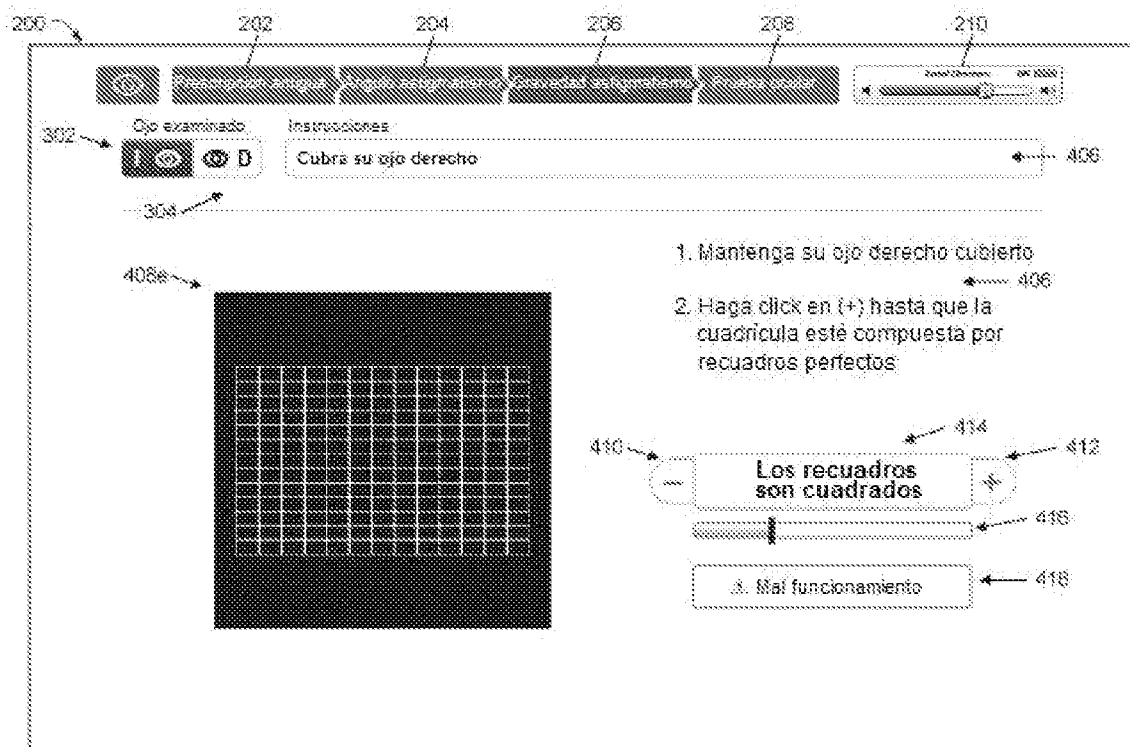 200
202
204
206
208
210
Ojo examinado
Instrucciones
302
I
D
Cubra su ojo derecho
406
304
1. Mantenga su ojo derecho cubierto
406
408e
2. Haga click en (+) hasta que la
cuadrícula esté compuesta por
recuadros perfectos
414
410
412
−
Los recuadros
son cuadrados
+
416
3. Mal funcionamiento
418